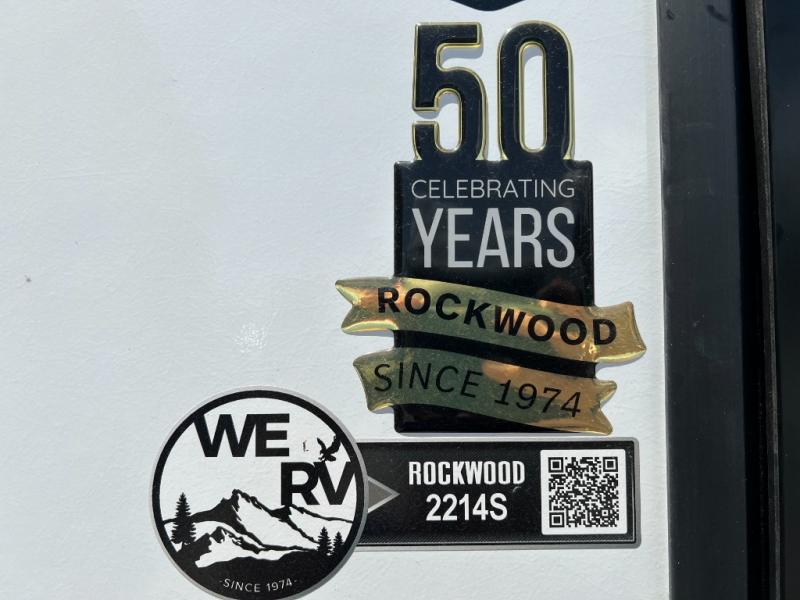 50
CELEBRATING
YEARS
ROCKWOOD
SINCE 1974
WE
RV
ROCKWOOD
2214S
-SINCE 1974-